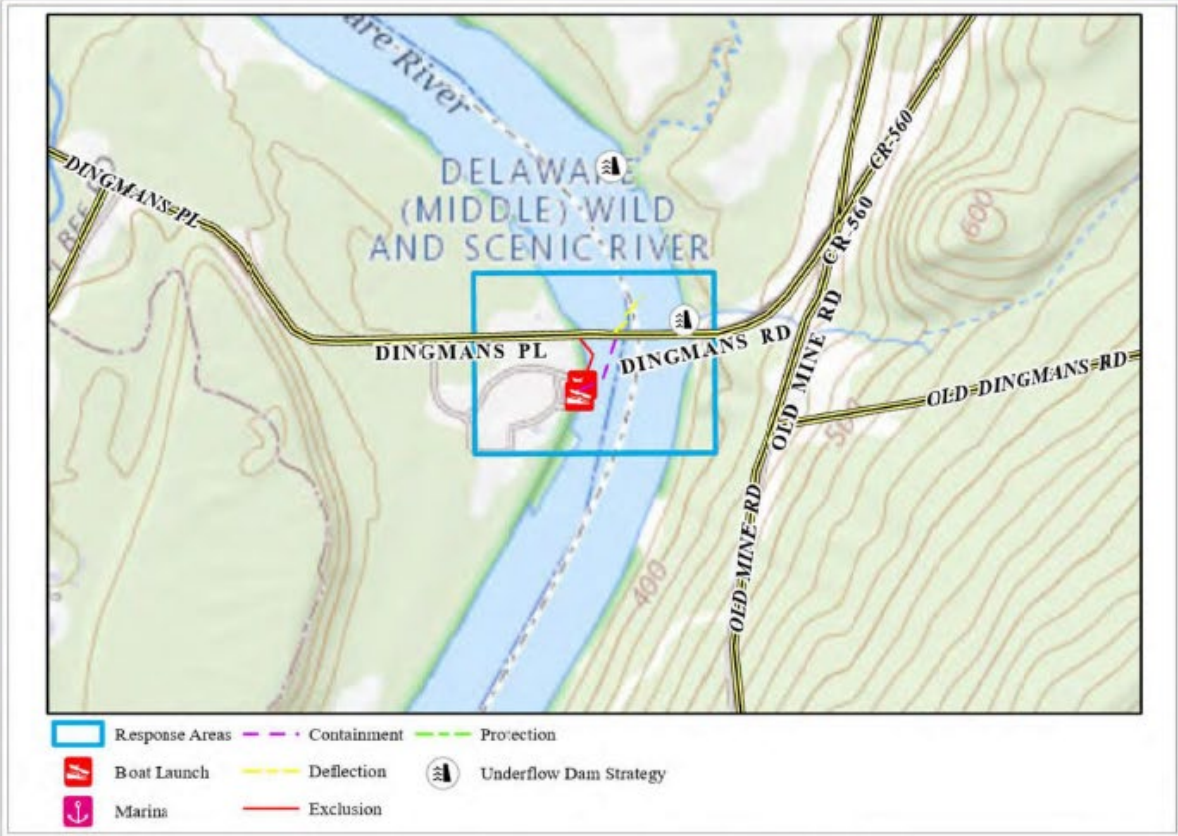 are River
DELAWARE
(MIDDLE) WILD
AND SCENIC RIVER
DINGMANS PL
CR-560
CR-560
600
DINGMANS PL
DINGMANS RD
OLD MINE RD
OLD DINGMANS RD
500
OLD MINE RD
400
Response Areas
Containment
Protection
Boat Launch
Deflection
Underflow Dam Strategy
Marina
Exclusion